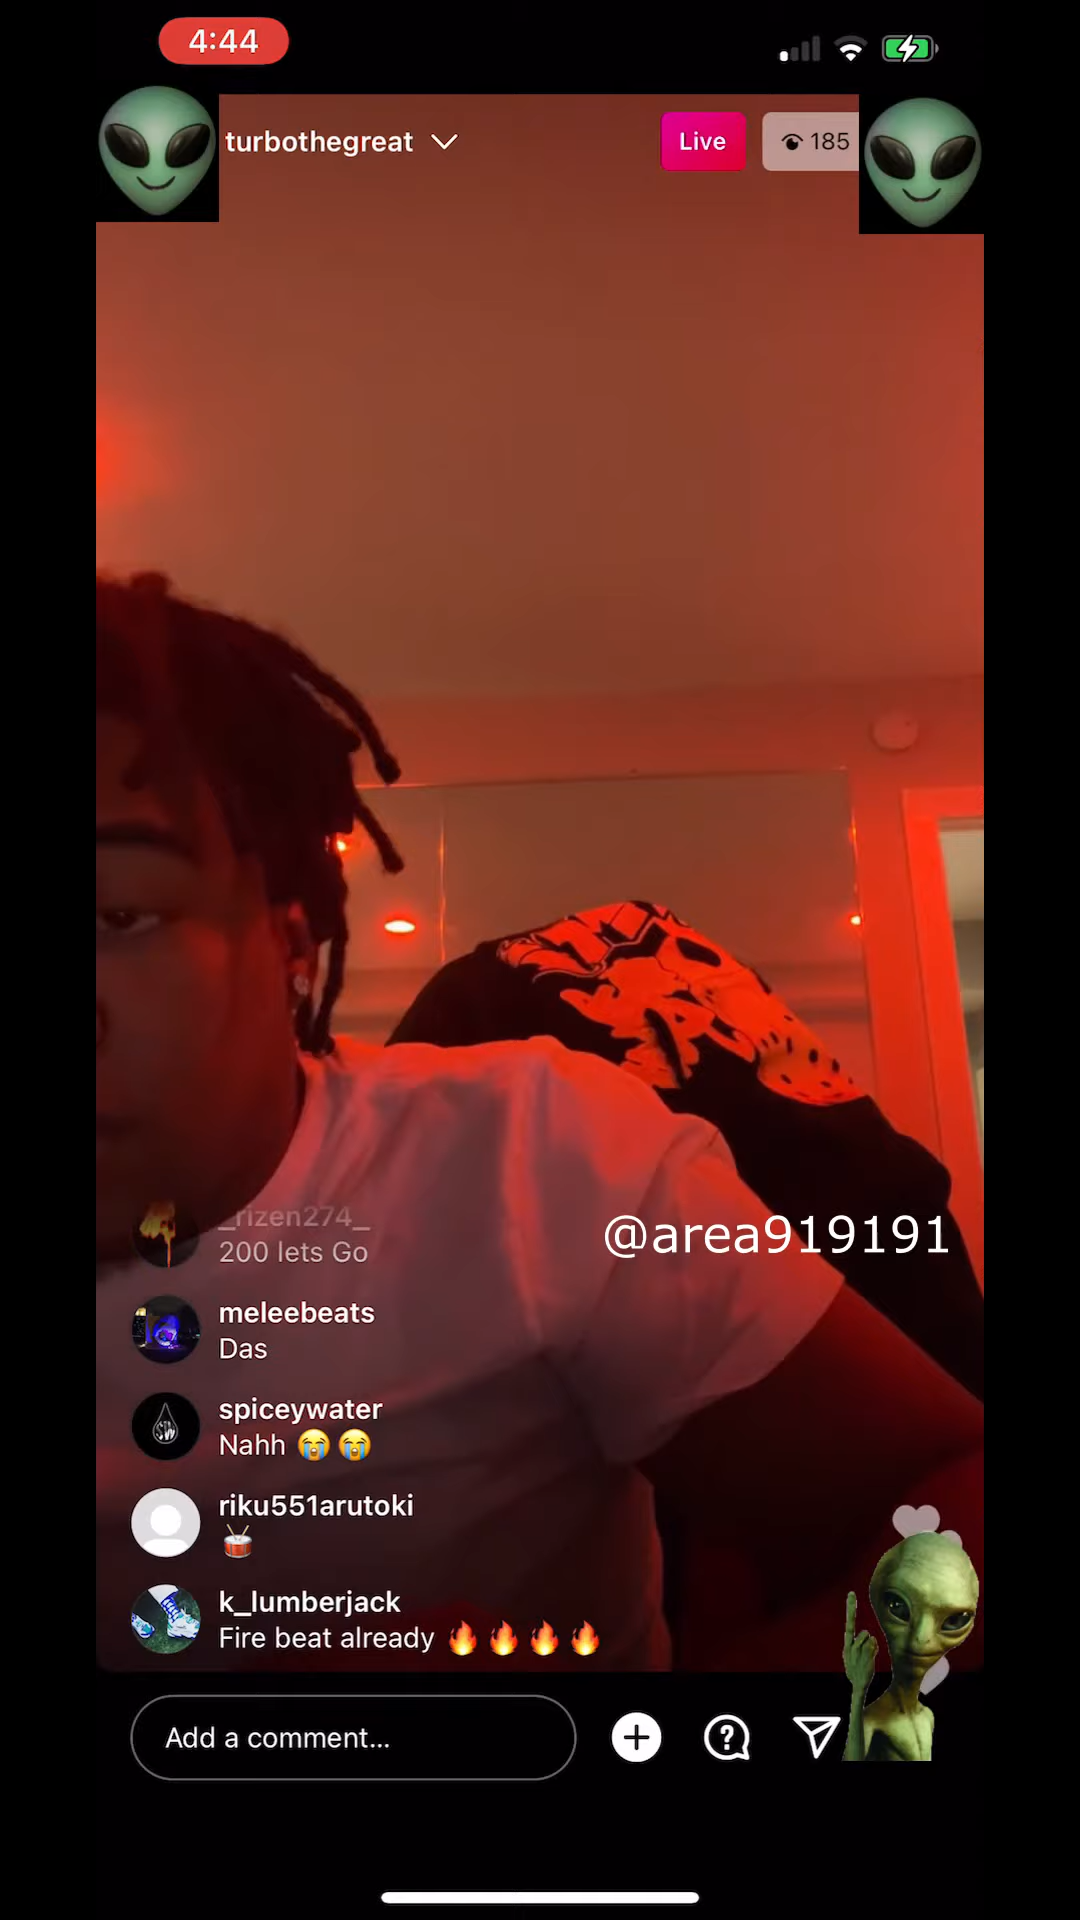 4:44
turbothegreat
Live
185
_rizen274_
200 lets Go
@area919191
meleebeats
Das
spiceywater
Nahh 😭😭
riku551arutoki
🥁
k_lumberjack
Fire beat already 🔥🔥🔥🔥
Add a comment...